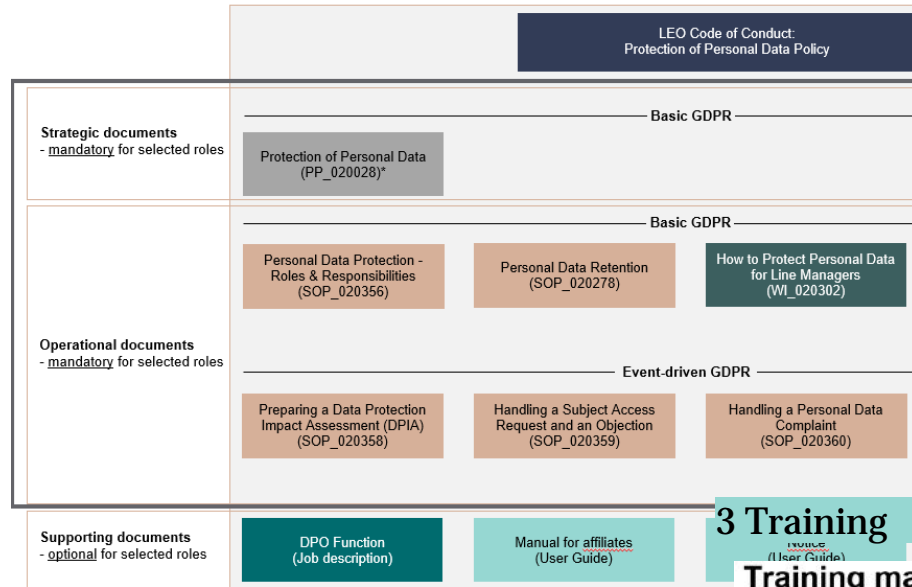 LEO Code of Conduct:
Protection of Personal Data Policy
Strategic documents
- mandatory for selected roles
Basic GDPR
Protection of Personal Data
(PP_020028)*
Operational documents
- mandatory for selected roles
Basic GDPR
Personal Data Protection -
Roles & Responsibilities
(SOP_020356)
Personal Data Retention
(SOP_020278)
How to Protect Personal Data
for Line Managers
(WI_020302)
Event-driven GDPR
Preparing a Data Protection
Impact Assessment (DPIA)
(SOP_020358)
Handling a Subject Access
Request and an Objection
(SOP_020359)
Handling a Personal Data
Complaint
(SOP_020360)
Supporting documents
- optional for selected roles
DPO Function
(Job description)
Manual for affiliates
(User Guide)
3 Training
Notice
(User Guide)
Training ma